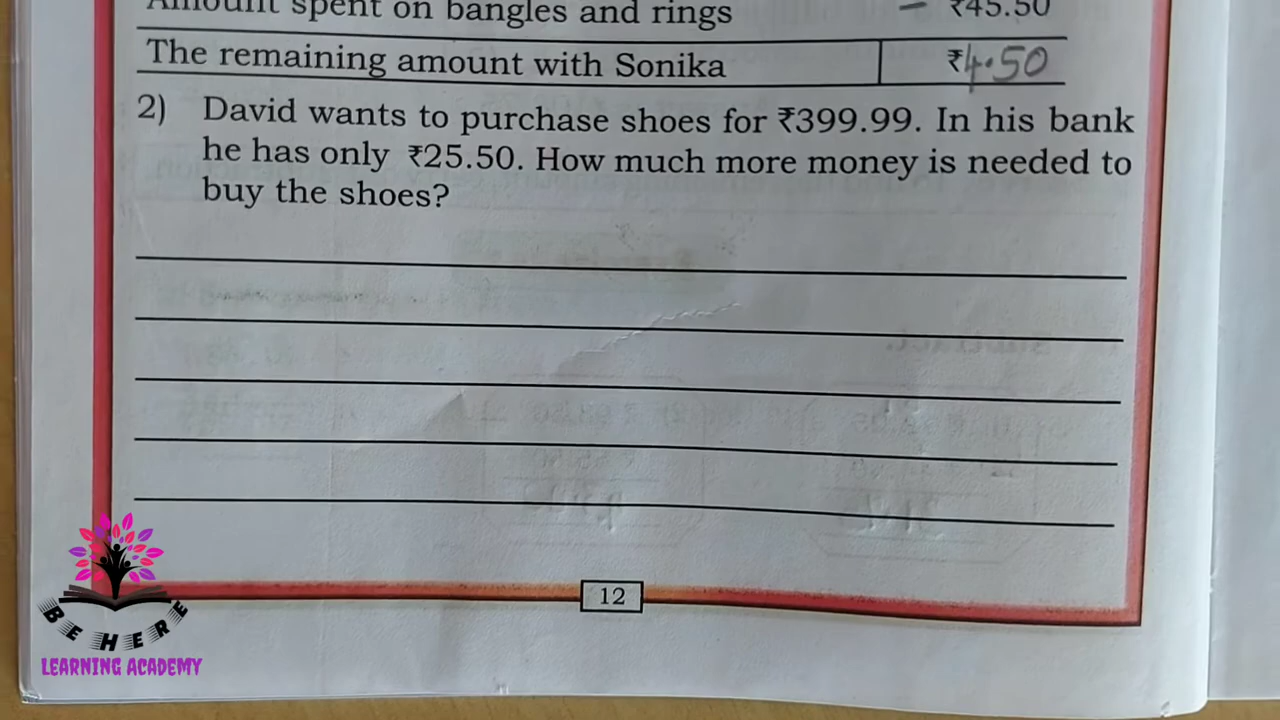 Amount spent on bangles and rings – ₹45.50
The remaining amount with Sonika ₹4.50
2) David wants to purchase shoes for ₹399.99. In his bank
he has only ₹25.50. How much more money is needed to
buy the shoes?
12
BE HERE
LEARNING ACADEMY